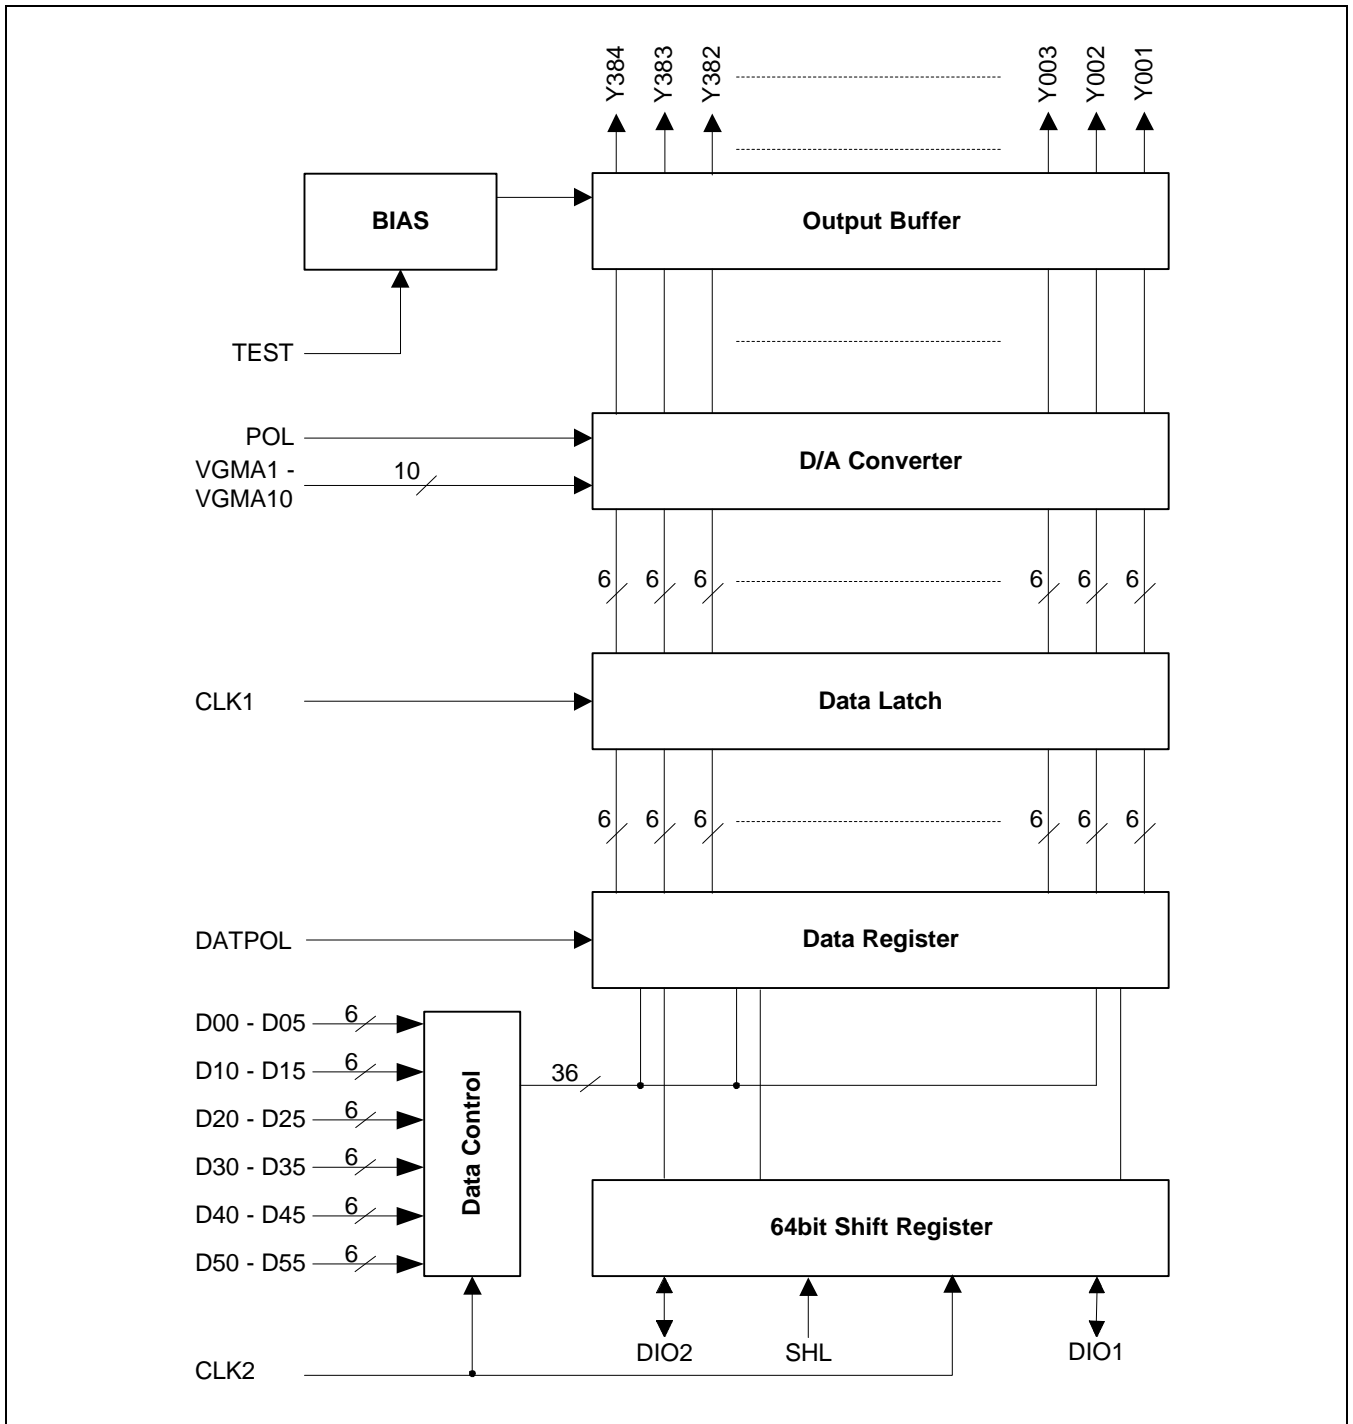 Y384
Y383
Y382
Y003
Y002
Y001
BIAS
Output Buffer
TEST
POL
VGMA1 -
VGMA10
10
D/A Converter
6 6 6 6 6 6
CLK1
Data Latch
6 6 6 6 6 6
DATPOL
Data Register
D00 - D05 6
D10 - D15 6
D20 - D25 6
D30 - D35 6
D40 - D45 6
D50 - D55 6
Data Control
36
64bit Shift Register
DIO2
SHL
DIO1
CLK2